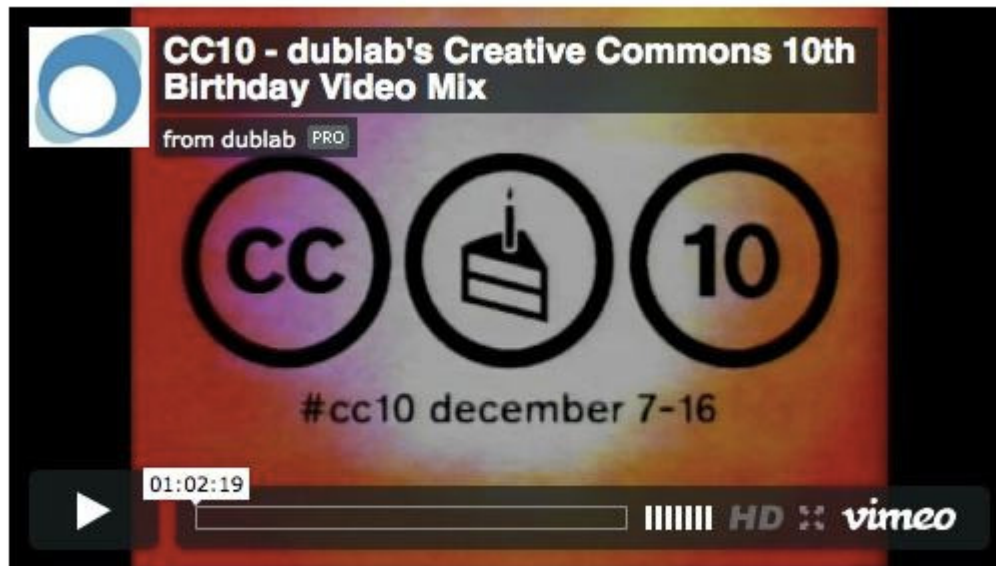 CC10 - dublab's Creative Commons 10th
Birthday Video Mix
from dublab PRO
CC
10
#cc10 december 7-16
01:02:19
HD vimeo